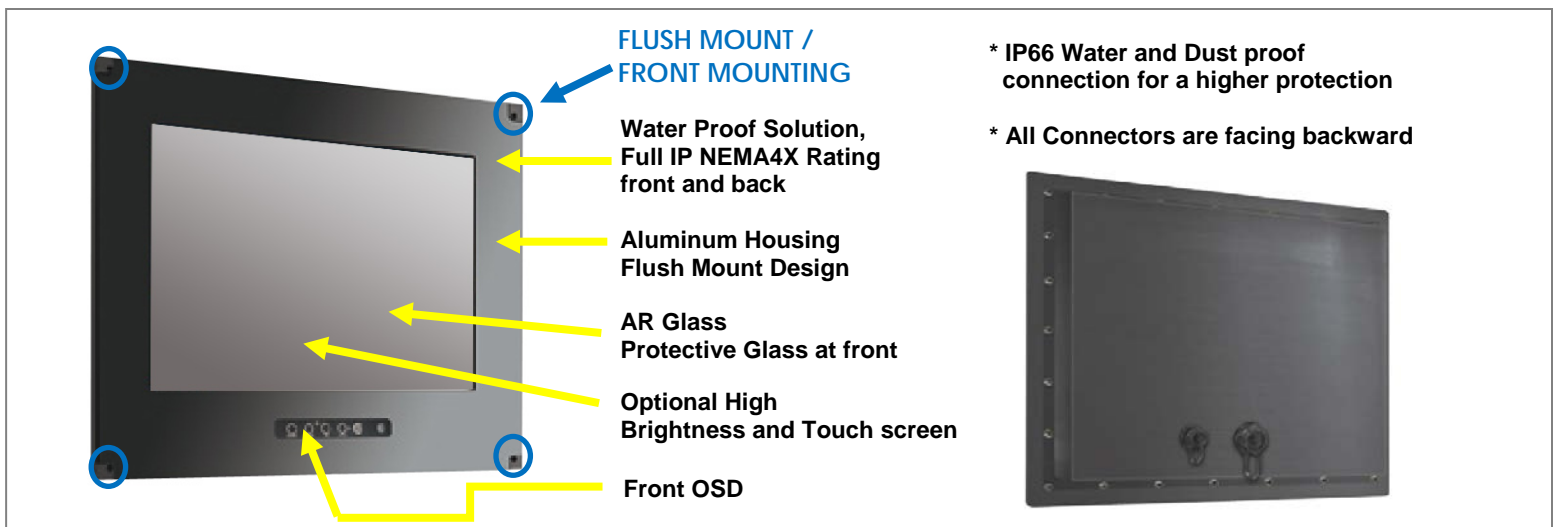 FLUSH MOUNT /
FRONT MOUNTING
Water Proof Solution,
Full IP NEMA4X Rating
front and back
Aluminum Housing
Flush Mount Design
AR Glass
Protective Glass at front
Optional High
Brightness and Touch screen
Front OSD
* IP66 Water and Dust proof
connection for a higher protection
* All Connectors are facing backward